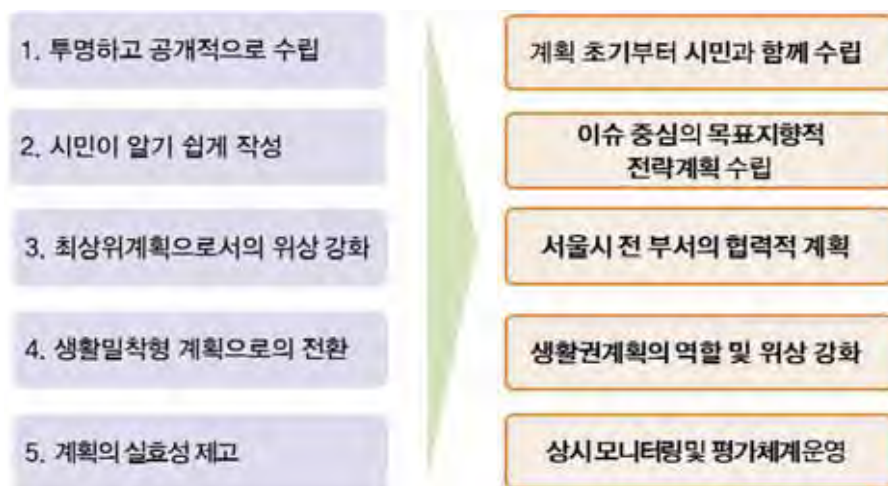 1. 투명하고 공개적으로 수립
계획 초기부터 시민과 함께 수립
2. 시민이 알기 쉽게 작성
이슈 중심의 목표지향적
전략계획 수립
3. 최상위계획으로서의 위상 강화
서울시 전 부서의 협력적 계획
4. 생활밀착형 계획으로의 전환
생활권계획의 역할 및 위상 강화
5. 계획의 실효성 제고
상시 모니터링 및 평가체계 운영